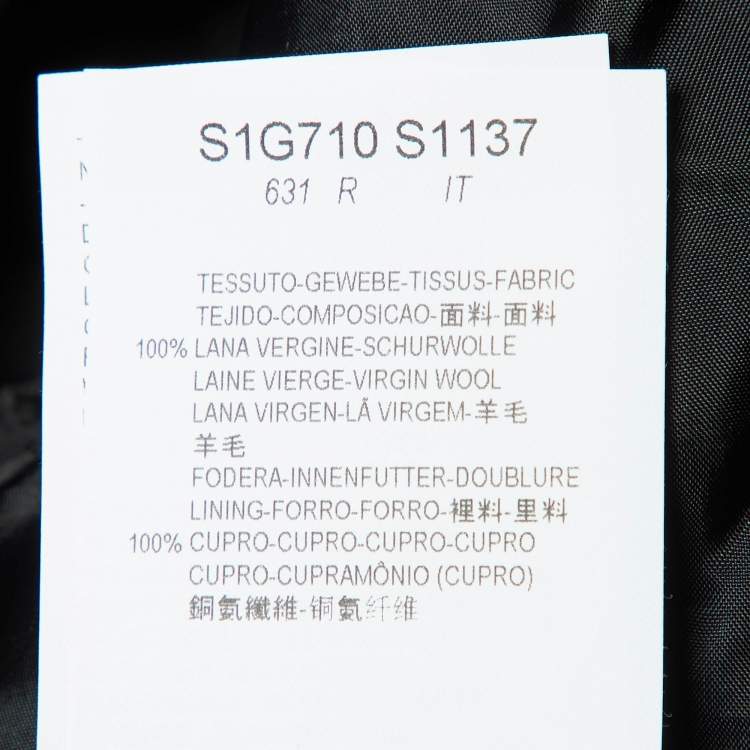 S1G710 S1137
631 R IT
TESSUTO-GEWEBE-TISSUS-FABRIC
TEJIDO-COMPOSICAO-面料-面料
100% LANA VERGINE-SCHURWOLLE
LAINE VIERGE-VIRGIN WOOL
LANA VIRGEN-LÃ VIRGEM-羊毛
羊毛
FODERA-INNENFUTTER-DOUBLURE
LINING-FORRO-FORRO-裡料-里料
100% CUPRO-CUPRO-CUPRO-CUPRO
CUPRO-CUPRAMÔNIO (CUPRO)
銅氨纖維-铜氨纤维